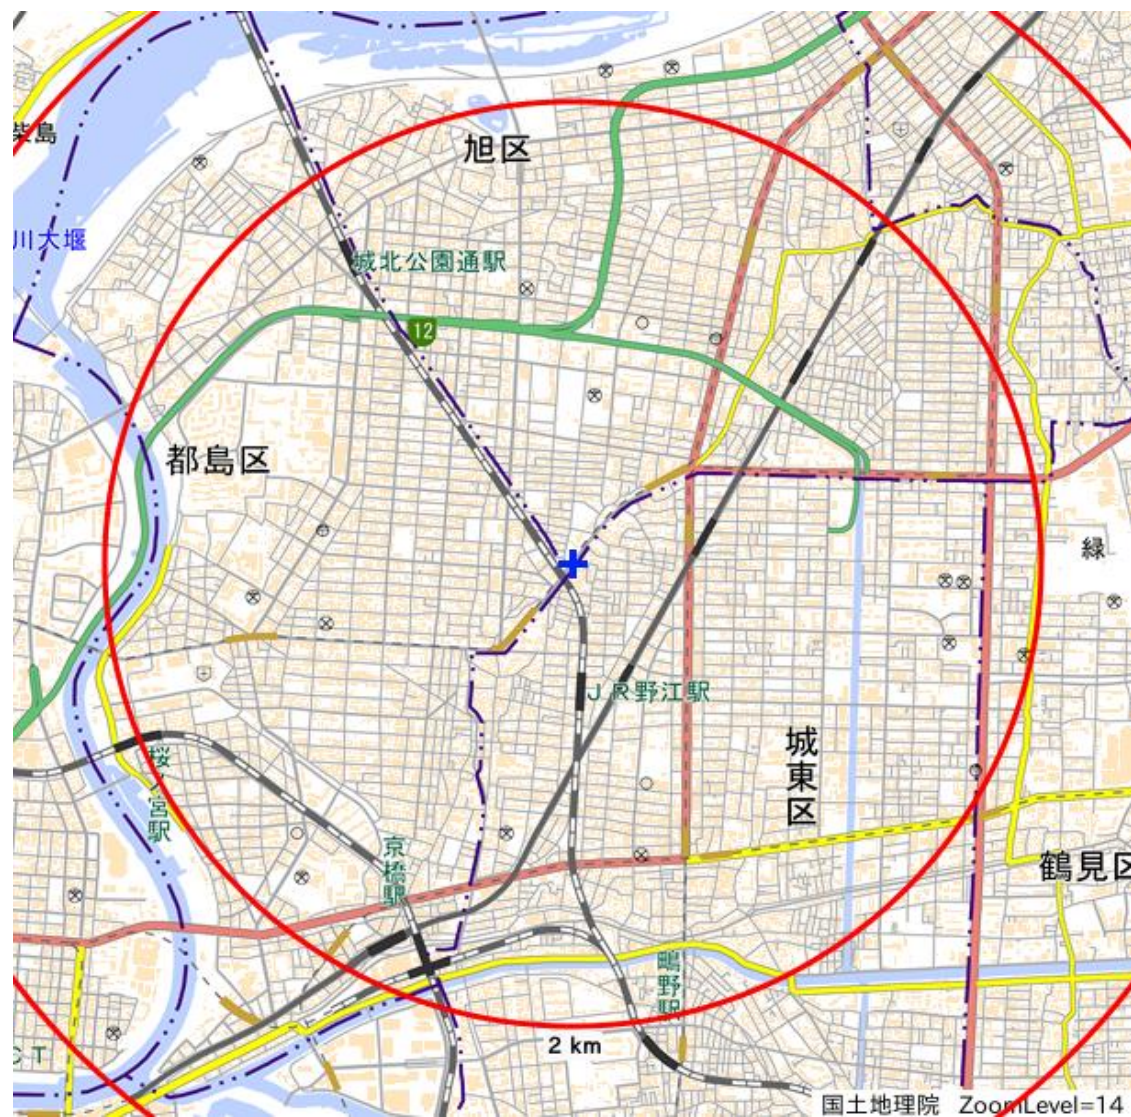 柴島
旭区
川大堰
城北公園通駅
12
都島区
緑
JR野江駅
城東区
桜ノ宮駅
京橋駅
鶴見区
鴫野駅
2 km
CT
国土地理院 ZoomLevel=14